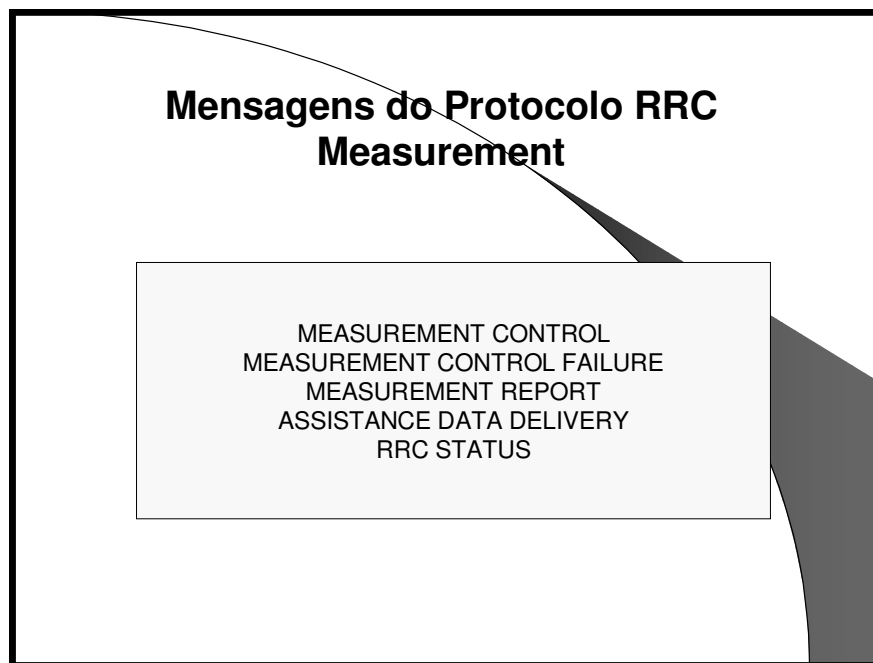 Mensagens do Protocolo RRC
Measurement
MEASUREMENT CONTROL
MEASUREMENT CONTROL FAILURE
MEASUREMENT REPORT
ASSISTANCE DATA DELIVERY
RRC STATUS